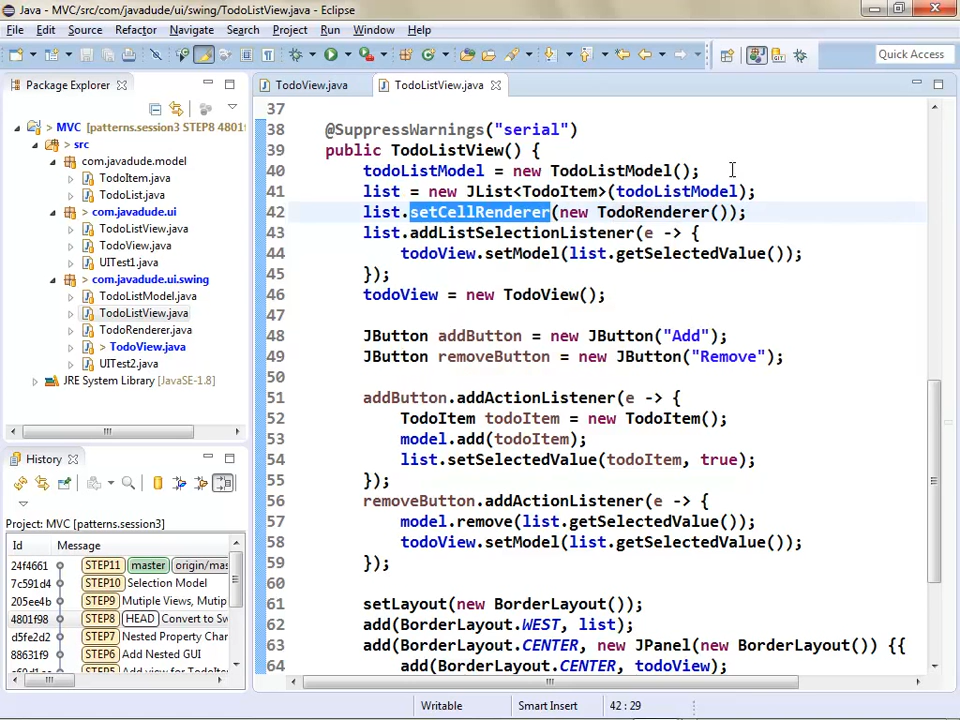 Java - MVC/src/com/javadude/ui/swing/TodoListView.java - Eclipse
File Edit Source Refactor Navigate Search Project Run Window Help
Quick Access
Package Explorer
> MVC [patterns.session3 STEP8 4801
> src
com.javadude.model
TodoItem.java
TodoList.java
com.javadude.ui
TodoListView.java
TodoView.java
UITest1.java
com.javadude.ui.swing
TodoListModel.java
TodoListView.java
TodoRenderer.java
> TodoView.java
UITest2.java
JRE System Library [JavaSE-1.8]
History
Project: MVC [patterns.session3]
Id Message
24f4661 STEP11 master origin/mas
7c591d4 STEP10 Selection Model
205ee4b STEP9 Mutiple Views, Mutip
4801f98 STEP8 HEAD Convert to Sw
d5fe2d2 STEP7 Nested Property Chan
88631f9 STEP6 Add Nested GUI
STEP5 Add view for TodoIte
TodoView.java TodoListView.java
37
38 @SuppressWarnings("serial")
39 public TodoListView() {
40 todoListModel = new TodoListModel();
41 list = new JList<TodoItem>(todoListModel);
42 list.setCellRenderer(new TodoRenderer());
43 list.addListSelectionListener(e -> {
44 todoView.setModel(list.getSelectedValue());
45 });
46 todoView = new TodoView();
47
48 JButton addButton = new JButton("Add");
49 JButton removeButton = new JButton("Remove");
50
51 addButton.addActionListener(e -> {
52 TodoItem todoItem = new TodoItem();
53 model.add(todoItem);
54 list.setSelectedValue(todoItem, true);
55 });
56 removeButton.addActionListener(e -> {
57 model.remove(list.getSelectedValue());
58 todoView.setModel(list.getSelectedValue());
59 });
60
61 setLayout(new BorderLayout());
62 add(BorderLayout.WEST, list);
63 add(BorderLayout.CENTER, new JPanel(new BorderLayout()) {{
64 add(BorderLayout.CENTER, todoView);
Writable Smart Insert 42 : 29